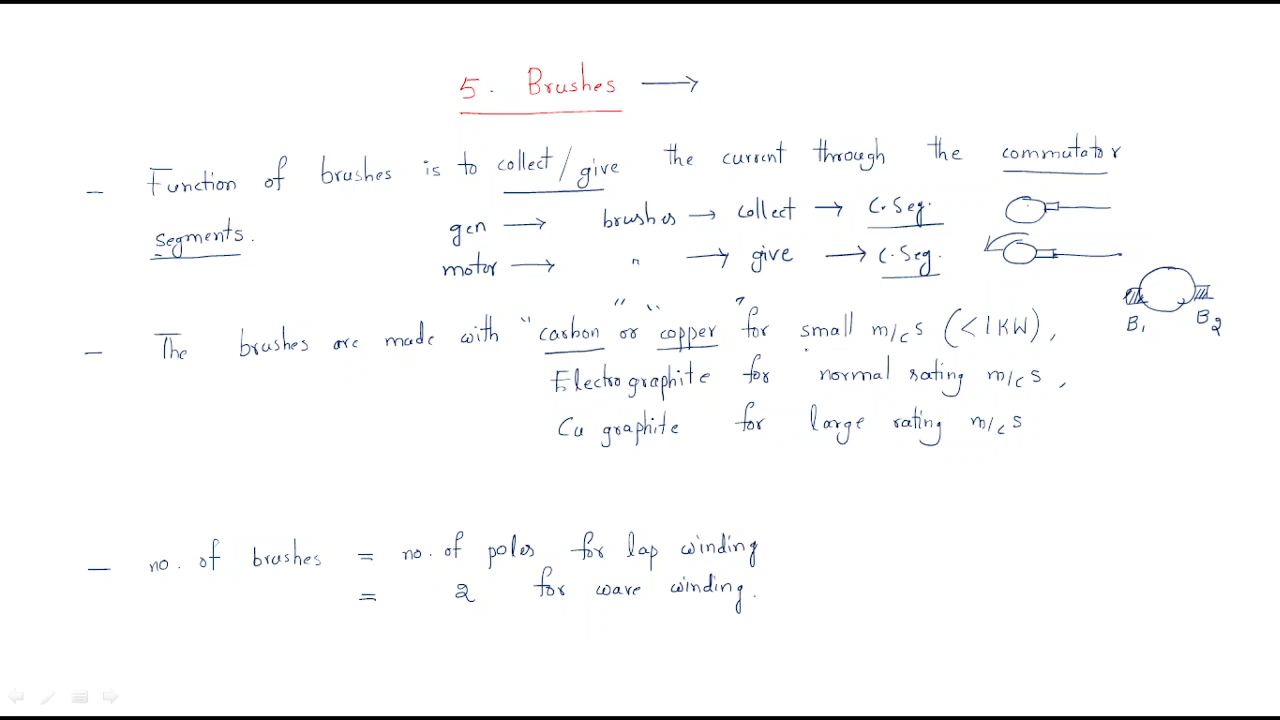 5. Brushes →
- Function of brushes is to collect/give the current through the commutator
segments.
gen → brushes → collect → C.Seg.
motor → " → give → C.Seg.
B1 B2
- The brushes are made with "carbon" or "copper" for small m/cs (<1KW),
Electrographite for normal rating m/cs,
Cu graphite for large rating m/cs
- no. of brushes = no. of poles for lap winding
= 2 for wave winding.